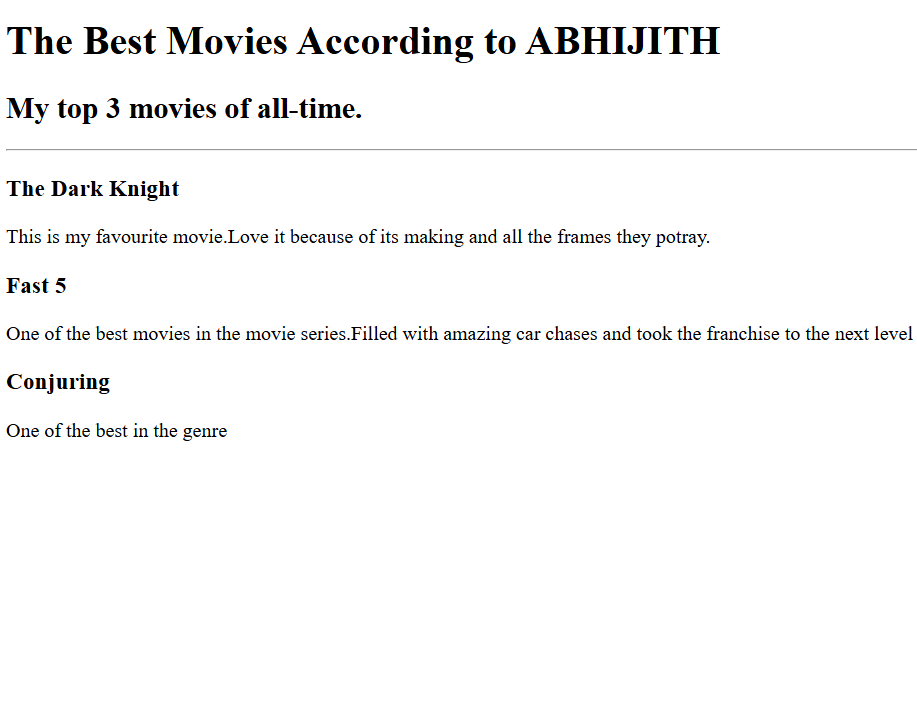 The Best Movies According to ABHIJITH
My top 3 movies of all-time.
The Dark Knight
This is my favourite movie.Love it because of its making and all the frames they potray.
Fast 5
One of the best movies in the movie series.Filled with amazing car chases and took the franchise to the next level
Conjuring
One of the best in the genre